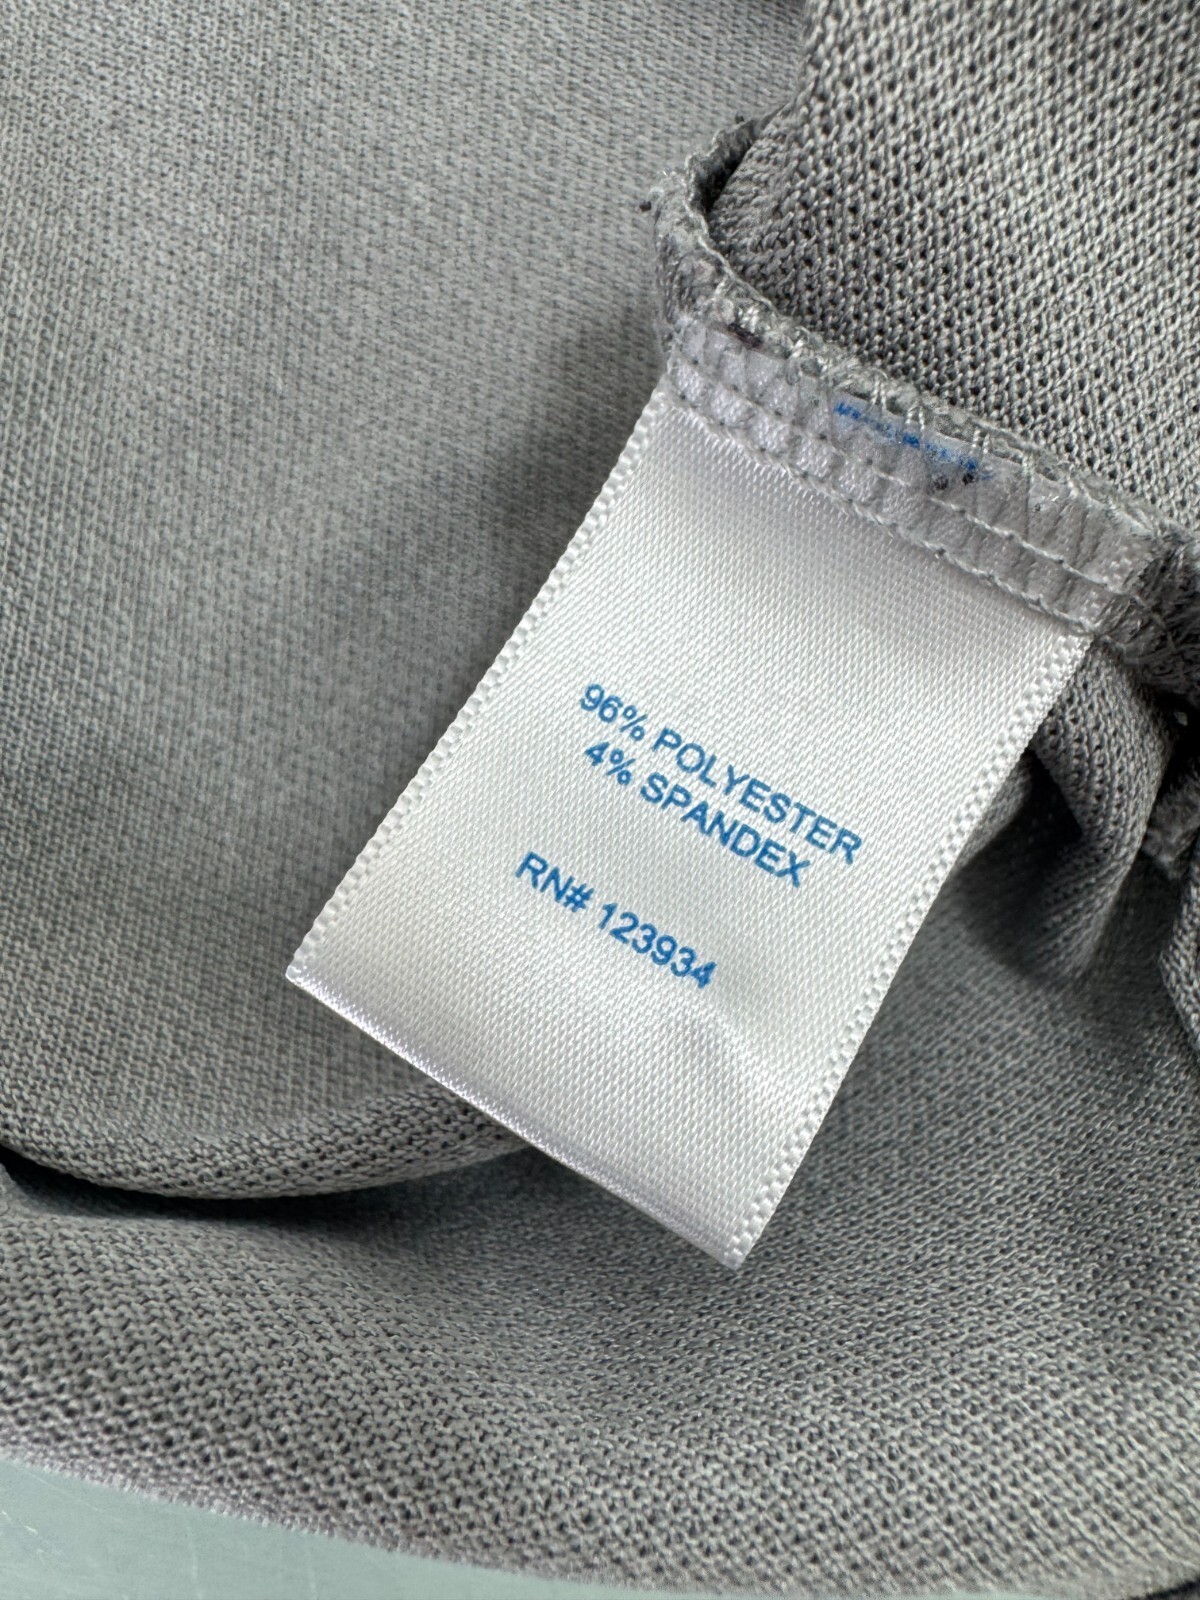 96% POLYESTER
4% SPANDEX
RN# 123934